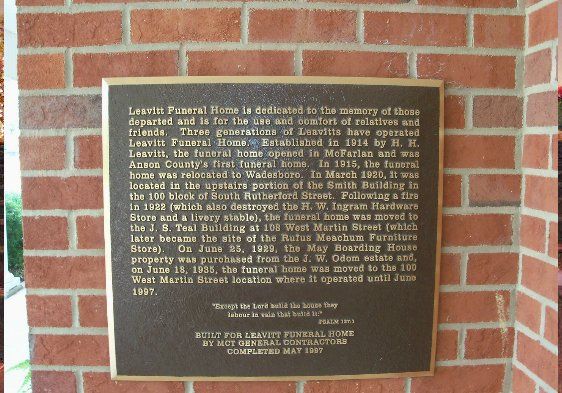 Leavitt Funeral Home is dedicated to the memory of those
departed and is for the use and comfort of relatives and
friends. Three generations of Leavitts have operated
Leavitt Funeral Home. Established in 1914 by H. H.
Leavitt, the funeral home opened in McFarlan and was
Anson County's first funeral home. In 1915, the funeral
home was relocated to Wadesboro. In March 1920, it was
located in the upstairs portion of the Smith Building in
the 100 block of South Rutherford Street. Following a fire
in 1922 (which also destroyed the H. W. Ingram Hardware
Store and a livery stable), the funeral home was moved to
the J. S. Teal Building at 108 West Martin Street (which
later became the site of the Rufus Meachum Furniture
Store). On June 25, 1929, the May Boarding House
property was purchased from the J. W. Odom estate and,
on June 18, 1935, the funeral home was moved to the 100
West Martin Street location where it operated until June
1997.
"Except the Lord build the house they
labour in vain that build it:"
PSALM 127:1
BUILT FOR LEAVITT FUNERAL HOME
BY MCT GENERAL CONTRACTORS
COMPLETED MAY 1997